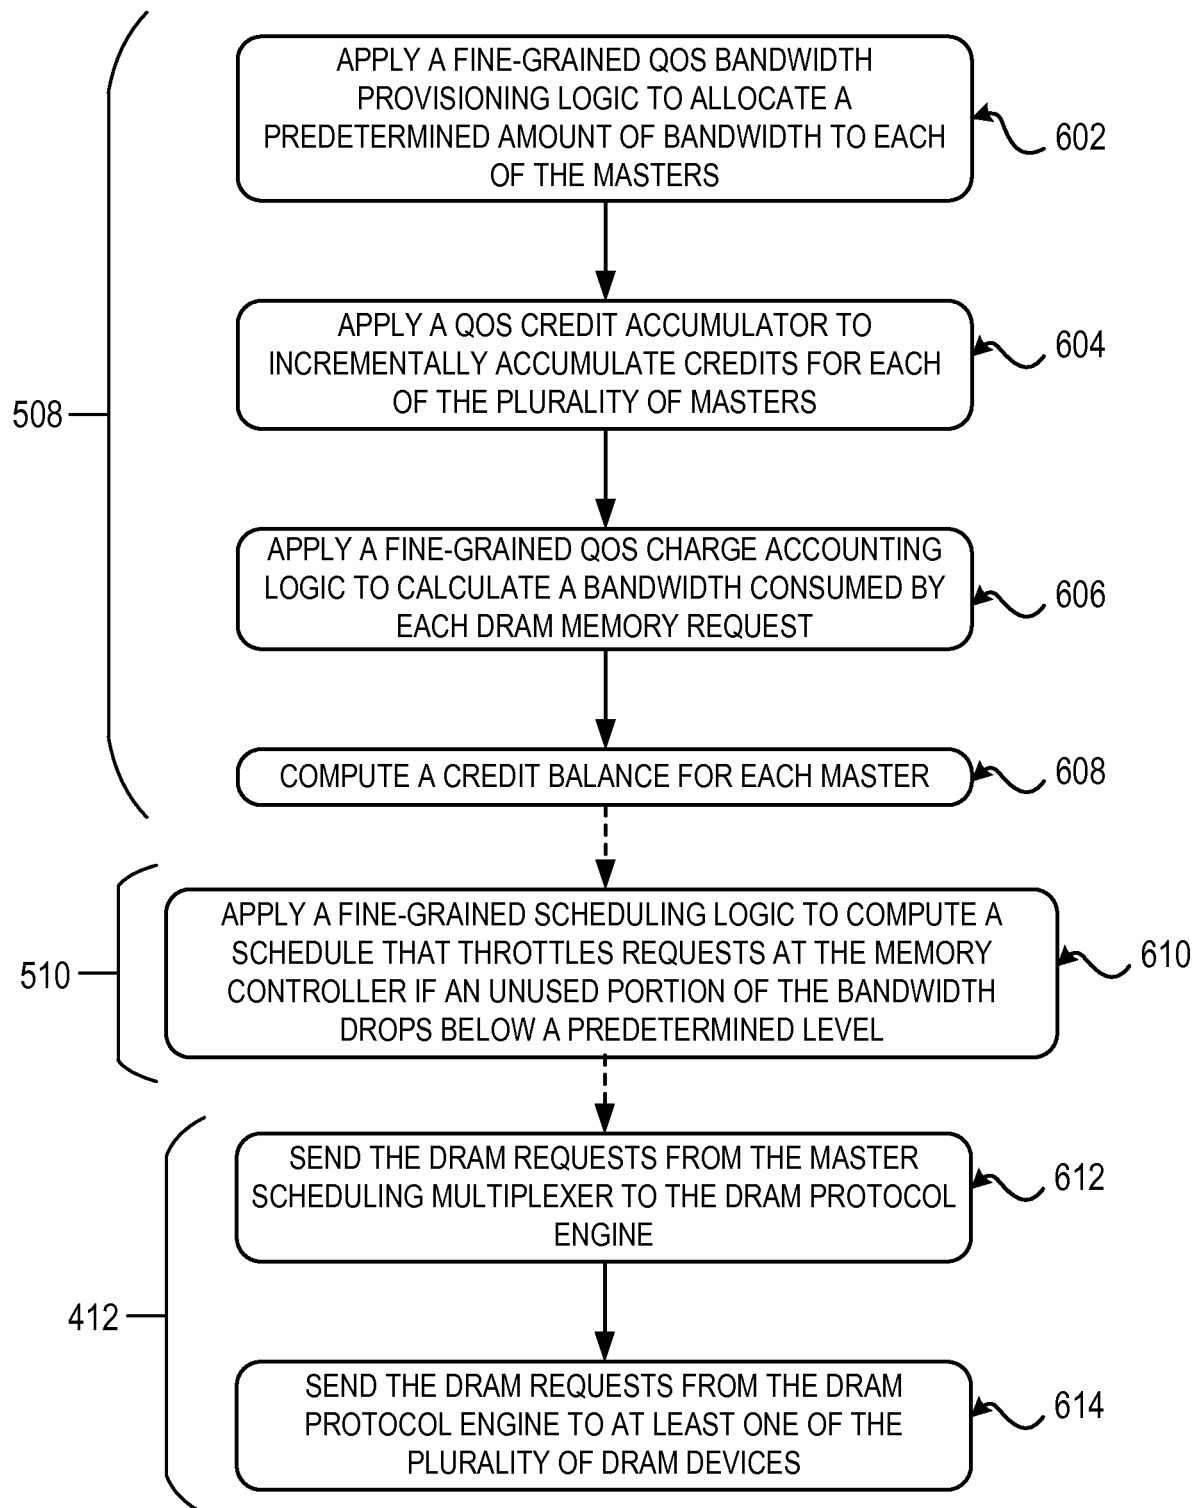 APPLY A FINE-GRAINED QOS BANDWIDTH
PROVISIONING LOGIC TO ALLOCATE A
PREDETERMINED AMOUNT OF BANDWIDTH TO EACH
OF THE MASTERS
602
APPLY A QOS CREDIT ACCUMULATOR TO
INCREMENTALLY ACCUMULATE CREDITS FOR EACH
OF THE PLURALITY OF MASTERS
604
508
APPLY A FINE-GRAINED QOS CHARGE ACCOUNTING
LOGIC TO CALCULATE A BANDWIDTH CONSUMED BY
EACH DRAM MEMORY REQUEST
606
COMPUTE A CREDIT BALANCE FOR EACH MASTER
608
APPLY A FINE-GRAINED SCHEDULING LOGIC TO COMPUTE A
SCHEDULE THAT THROTTLES REQUESTS AT THE MEMORY
CONTROLLER IF AN UNUSED PORTION OF THE BANDWIDTH
DROPS BELOW A PREDETERMINED LEVEL
610
510
SEND THE DRAM REQUESTS FROM THE MASTER
SCHEDULING MULTIPLEXER TO THE DRAM PROTOCOL
ENGINE
612
412
SEND THE DRAM REQUESTS FROM THE DRAM
PROTOCOL ENGINE TO AT LEAST ONE OF THE
PLURALITY OF DRAM DEVICES
614